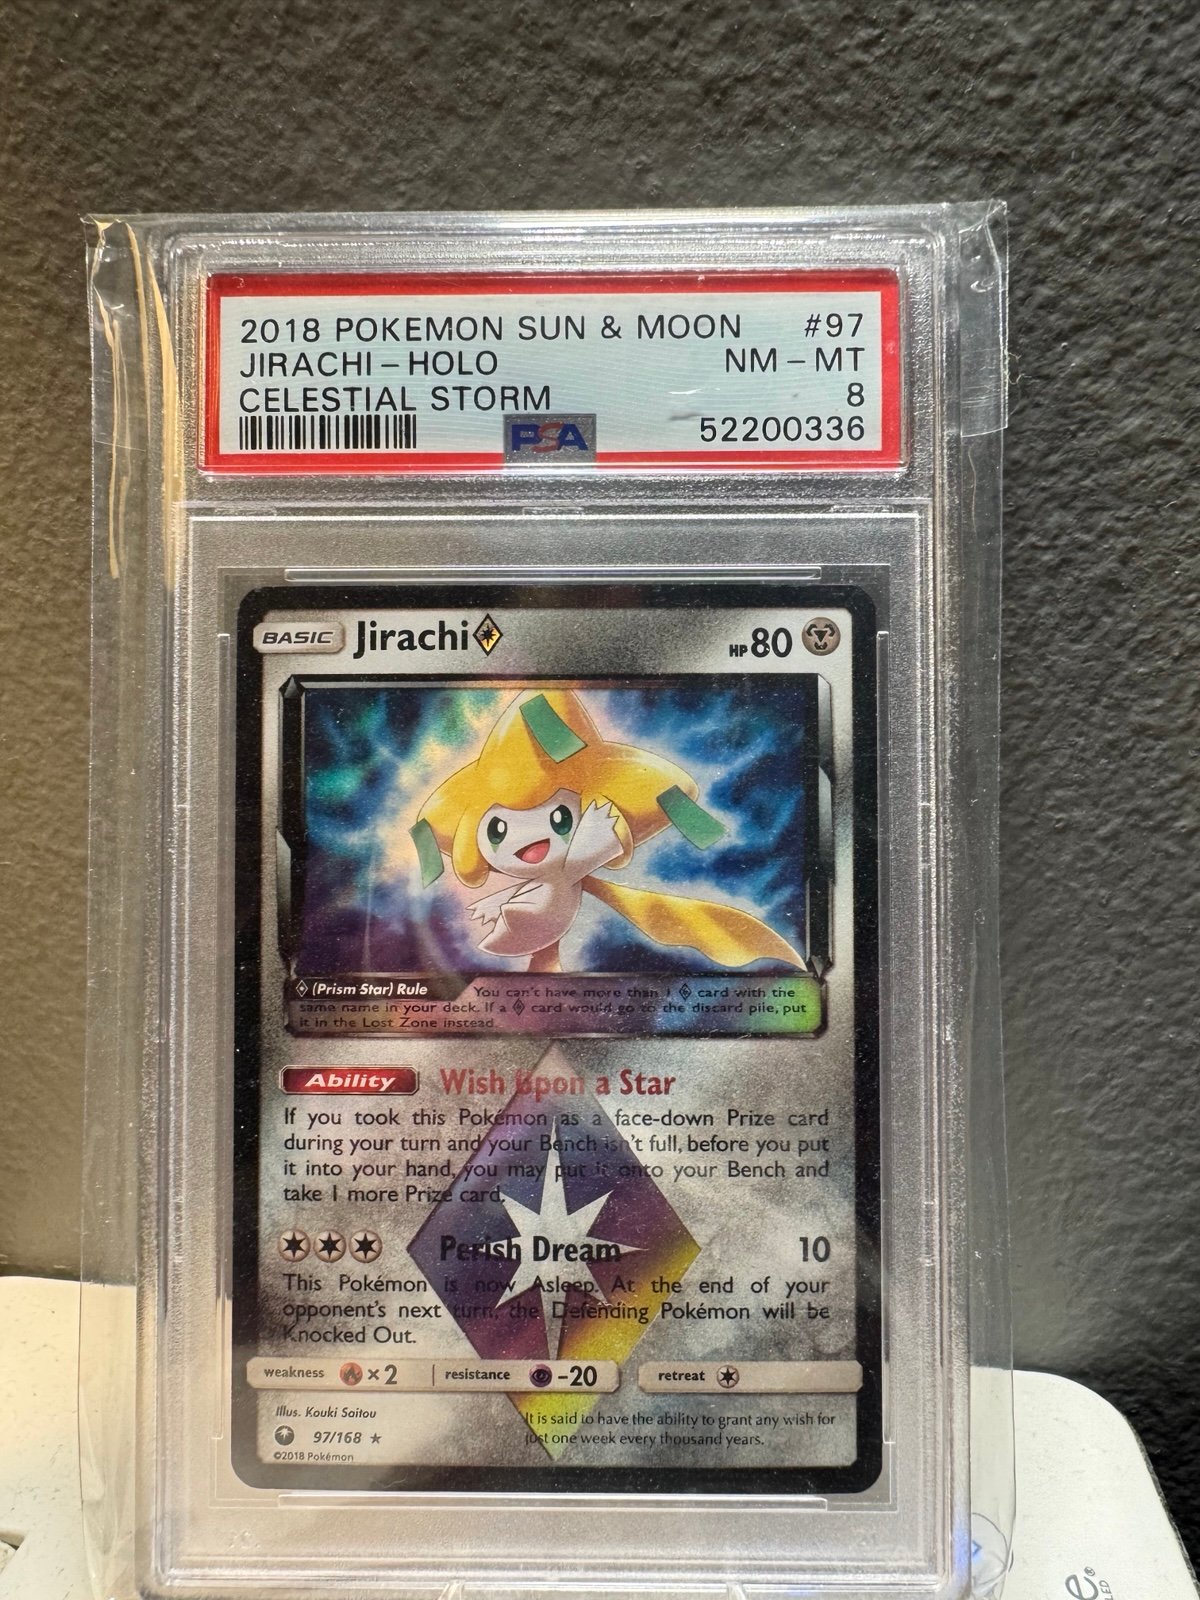 2018 POKEMON SUN & MOON #97
JIRACHI-HOLO NM-MT
CELESTIAL STORM 8
PSA 52200336
BASIC Jirachi HP 80
(Prism Star) Rule You can't have more than 1 card with the
same name in your deck. If a card would go to the discard pile, put
it in the Lost Zone instead.
Ability Wish Upon a Star
If you took this Pokémon as a face-down Prize card
during your turn and your Bench isn't full, before you put
it into your hand, you may put it onto your Bench and
take 1 more Prize card.
Perish Dream 10
This Pokémon is now Asleep. At the end of your
opponent's next turn, the Defending Pokémon will be
Knocked Out.
weakness ×2 resistance -20 retreat
Illus. Kouki Saitou
97/168 ★
It is said to have the ability to grant any wish for
just one week every thousand years.
©2018 Pokémon